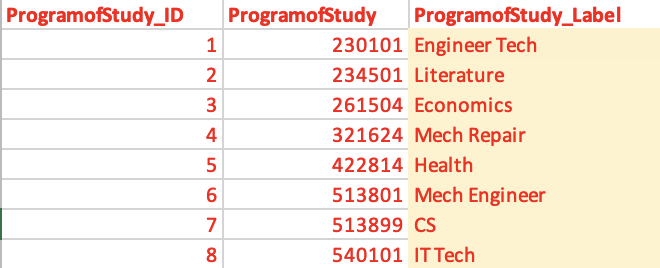 ProgramofStudy_ID ProgramofStudy ProgramofStudy_Label
1 230101 Engineer Tech
2 234501 Literature
3 261504 Economics
4 321624 Mech Repair
5 422814 Health
6 513801 Mech Engineer
7 513899 CS
8 540101 IT Tech